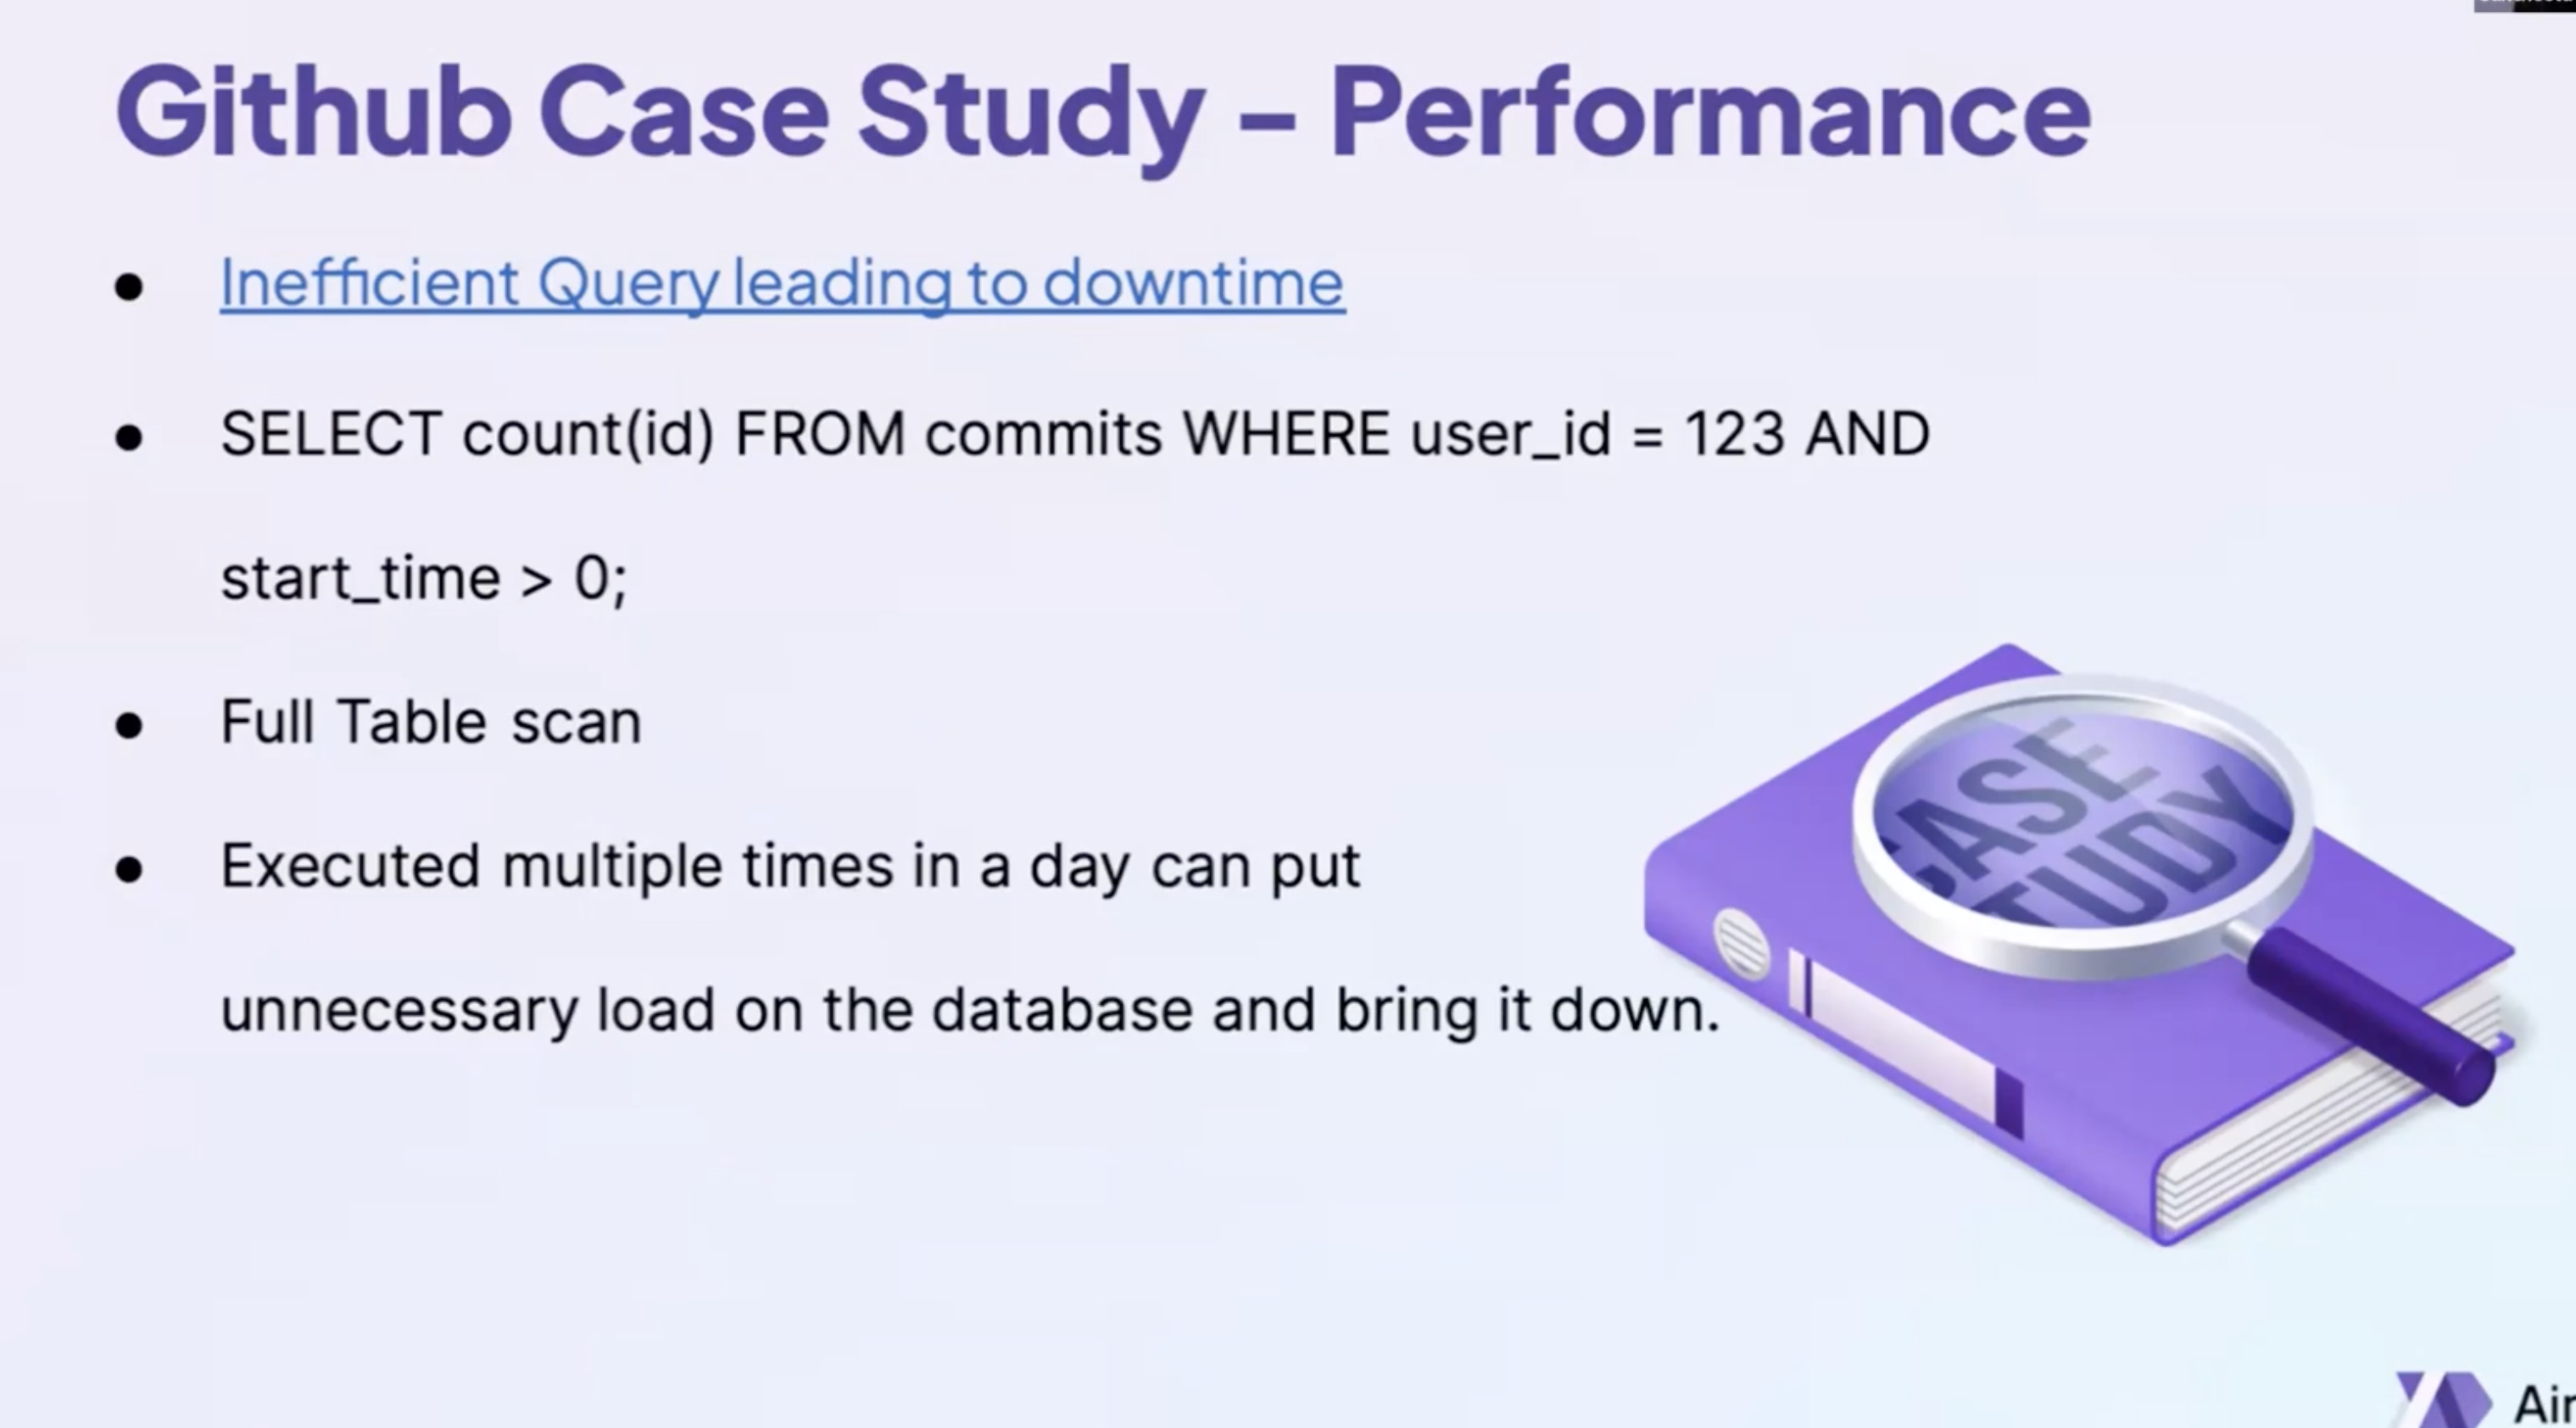 Github Case Study – Performance
● Inefficient Query leading to downtime
● SELECT count(id) FROM commits WHERE user_id = 123 AND
start_time > 0;
● Full Table scan
● Executed multiple times in a day can put
unnecessary load on the database and bring it down.
CASE
STUDY